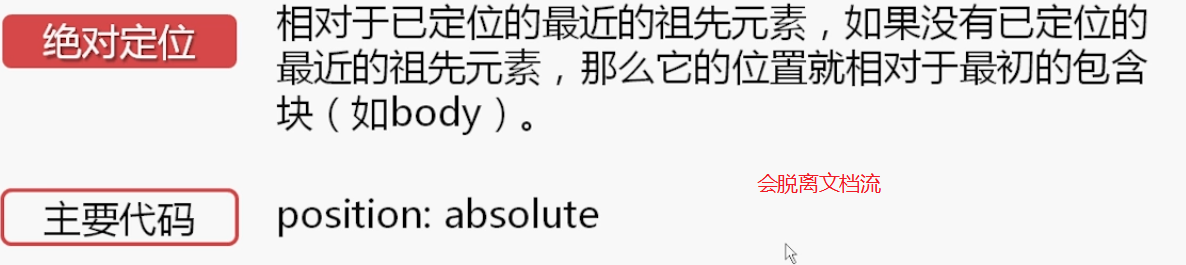 绝对定位
相对于已定位的最近的祖先元素，如果没有已定位的
最近的祖先元素，那么它的位置就相对于最初的包含
块（如body）。
会脱离文档流
主要代码
position: absolute